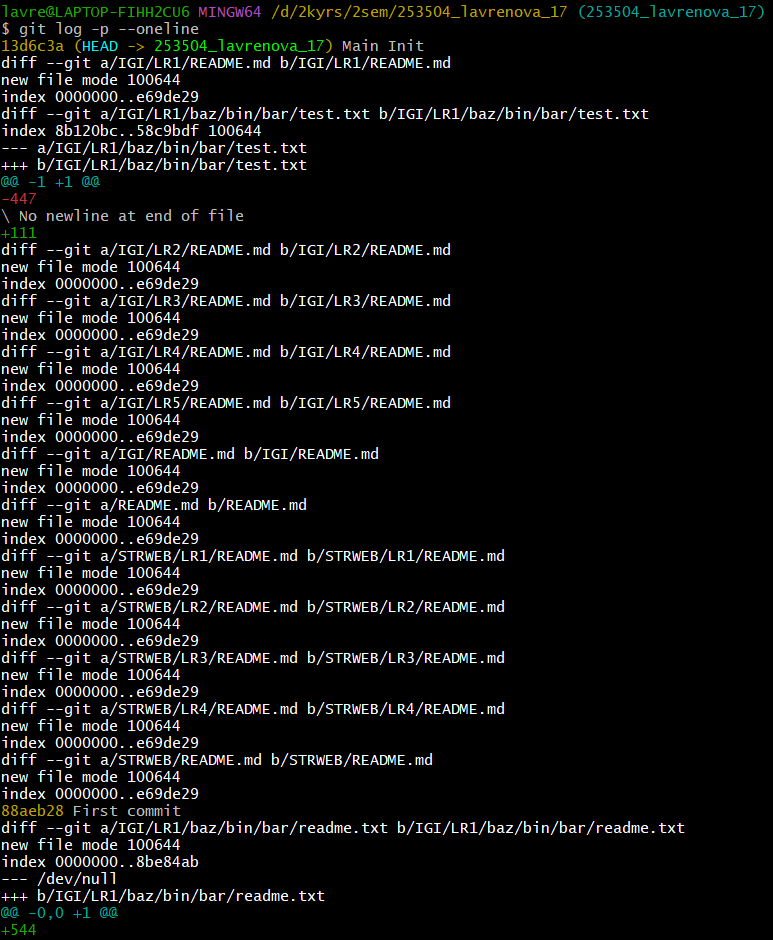 lavre@LAPTOP-FIHH2CU6 MINGW64 /d/2kyrs/2sem/253504_lavrenova_17 (253504_lavrenova_17)
$ git log -p --oneline
13d6c3a (HEAD -> 253504_lavrenova_17) Main Init
diff --git a/IGI/LR1/README.md b/IGI/LR1/README.md
new file mode 100644
index 0000000..e69de29
diff --git a/IGI/LR1/baz/bin/bar/test.txt b/IGI/LR1/baz/bin/bar/test.txt
index 8b120bc..58c9bdf 100644
--- a/IGI/LR1/baz/bin/bar/test.txt
+++ b/IGI/LR1/baz/bin/bar/test.txt
@@ -1 +1 @@
-447
\ No newline at end of file
+111
diff --git a/IGI/LR2/README.md b/IGI/LR2/README.md
new file mode 100644
index 0000000..e69de29
diff --git a/IGI/LR3/README.md b/IGI/LR3/README.md
new file mode 100644
index 0000000..e69de29
diff --git a/IGI/LR4/README.md b/IGI/LR4/README.md
new file mode 100644
index 0000000..e69de29
diff --git a/IGI/LR5/README.md b/IGI/LR5/README.md
new file mode 100644
index 0000000..e69de29
diff --git a/IGI/README.md b/IGI/README.md
new file mode 100644
index 0000000..e69de29
diff --git a/README.md b/README.md
new file mode 100644
index 0000000..e69de29
diff --git a/STRWEB/LR1/README.md b/STRWEB/LR1/README.md
new file mode 100644
index 0000000..e69de29
diff --git a/STRWEB/LR2/README.md b/STRWEB/LR2/README.md
new file mode 100644
index 0000000..e69de29
diff --git a/STRWEB/LR3/README.md b/STRWEB/LR3/README.md
new file mode 100644
index 0000000..e69de29
diff --git a/STRWEB/LR4/README.md b/STRWEB/LR4/README.md
new file mode 100644
index 0000000..e69de29
diff --git a/STRWEB/README.md b/STRWEB/README.md
new file mode 100644
index 0000000..e69de29
88aeb28 First commit
diff --git a/IGI/LR1/baz/bin/bar/readme.txt b/IGI/LR1/baz/bin/bar/readme.txt
new file mode 100644
index 0000000..8be84ab
--- /dev/null
+++ b/IGI/LR1/baz/bin/bar/readme.txt
@@ -0,0 +1 @@
+544